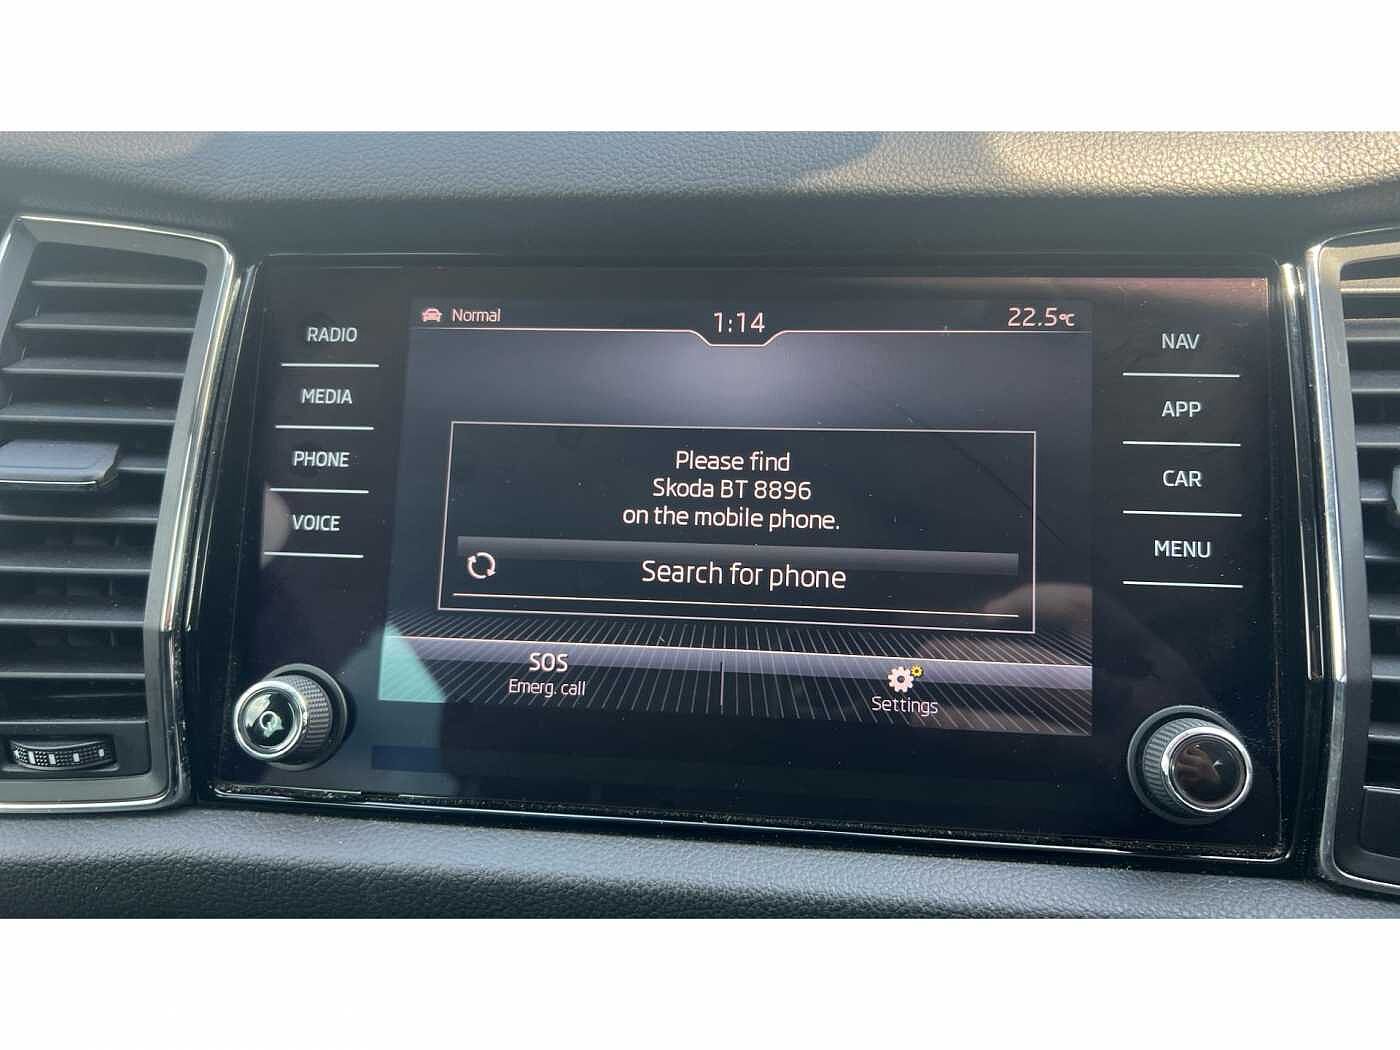 RADIO
MEDIA
PHONE
VOICE
Normal
1:14
22.5°C
Please find
Skoda BT 8896
on the mobile phone.
Search for phone
SOS
Emerg. call
Settings
NAV
APP
CAR
MENU